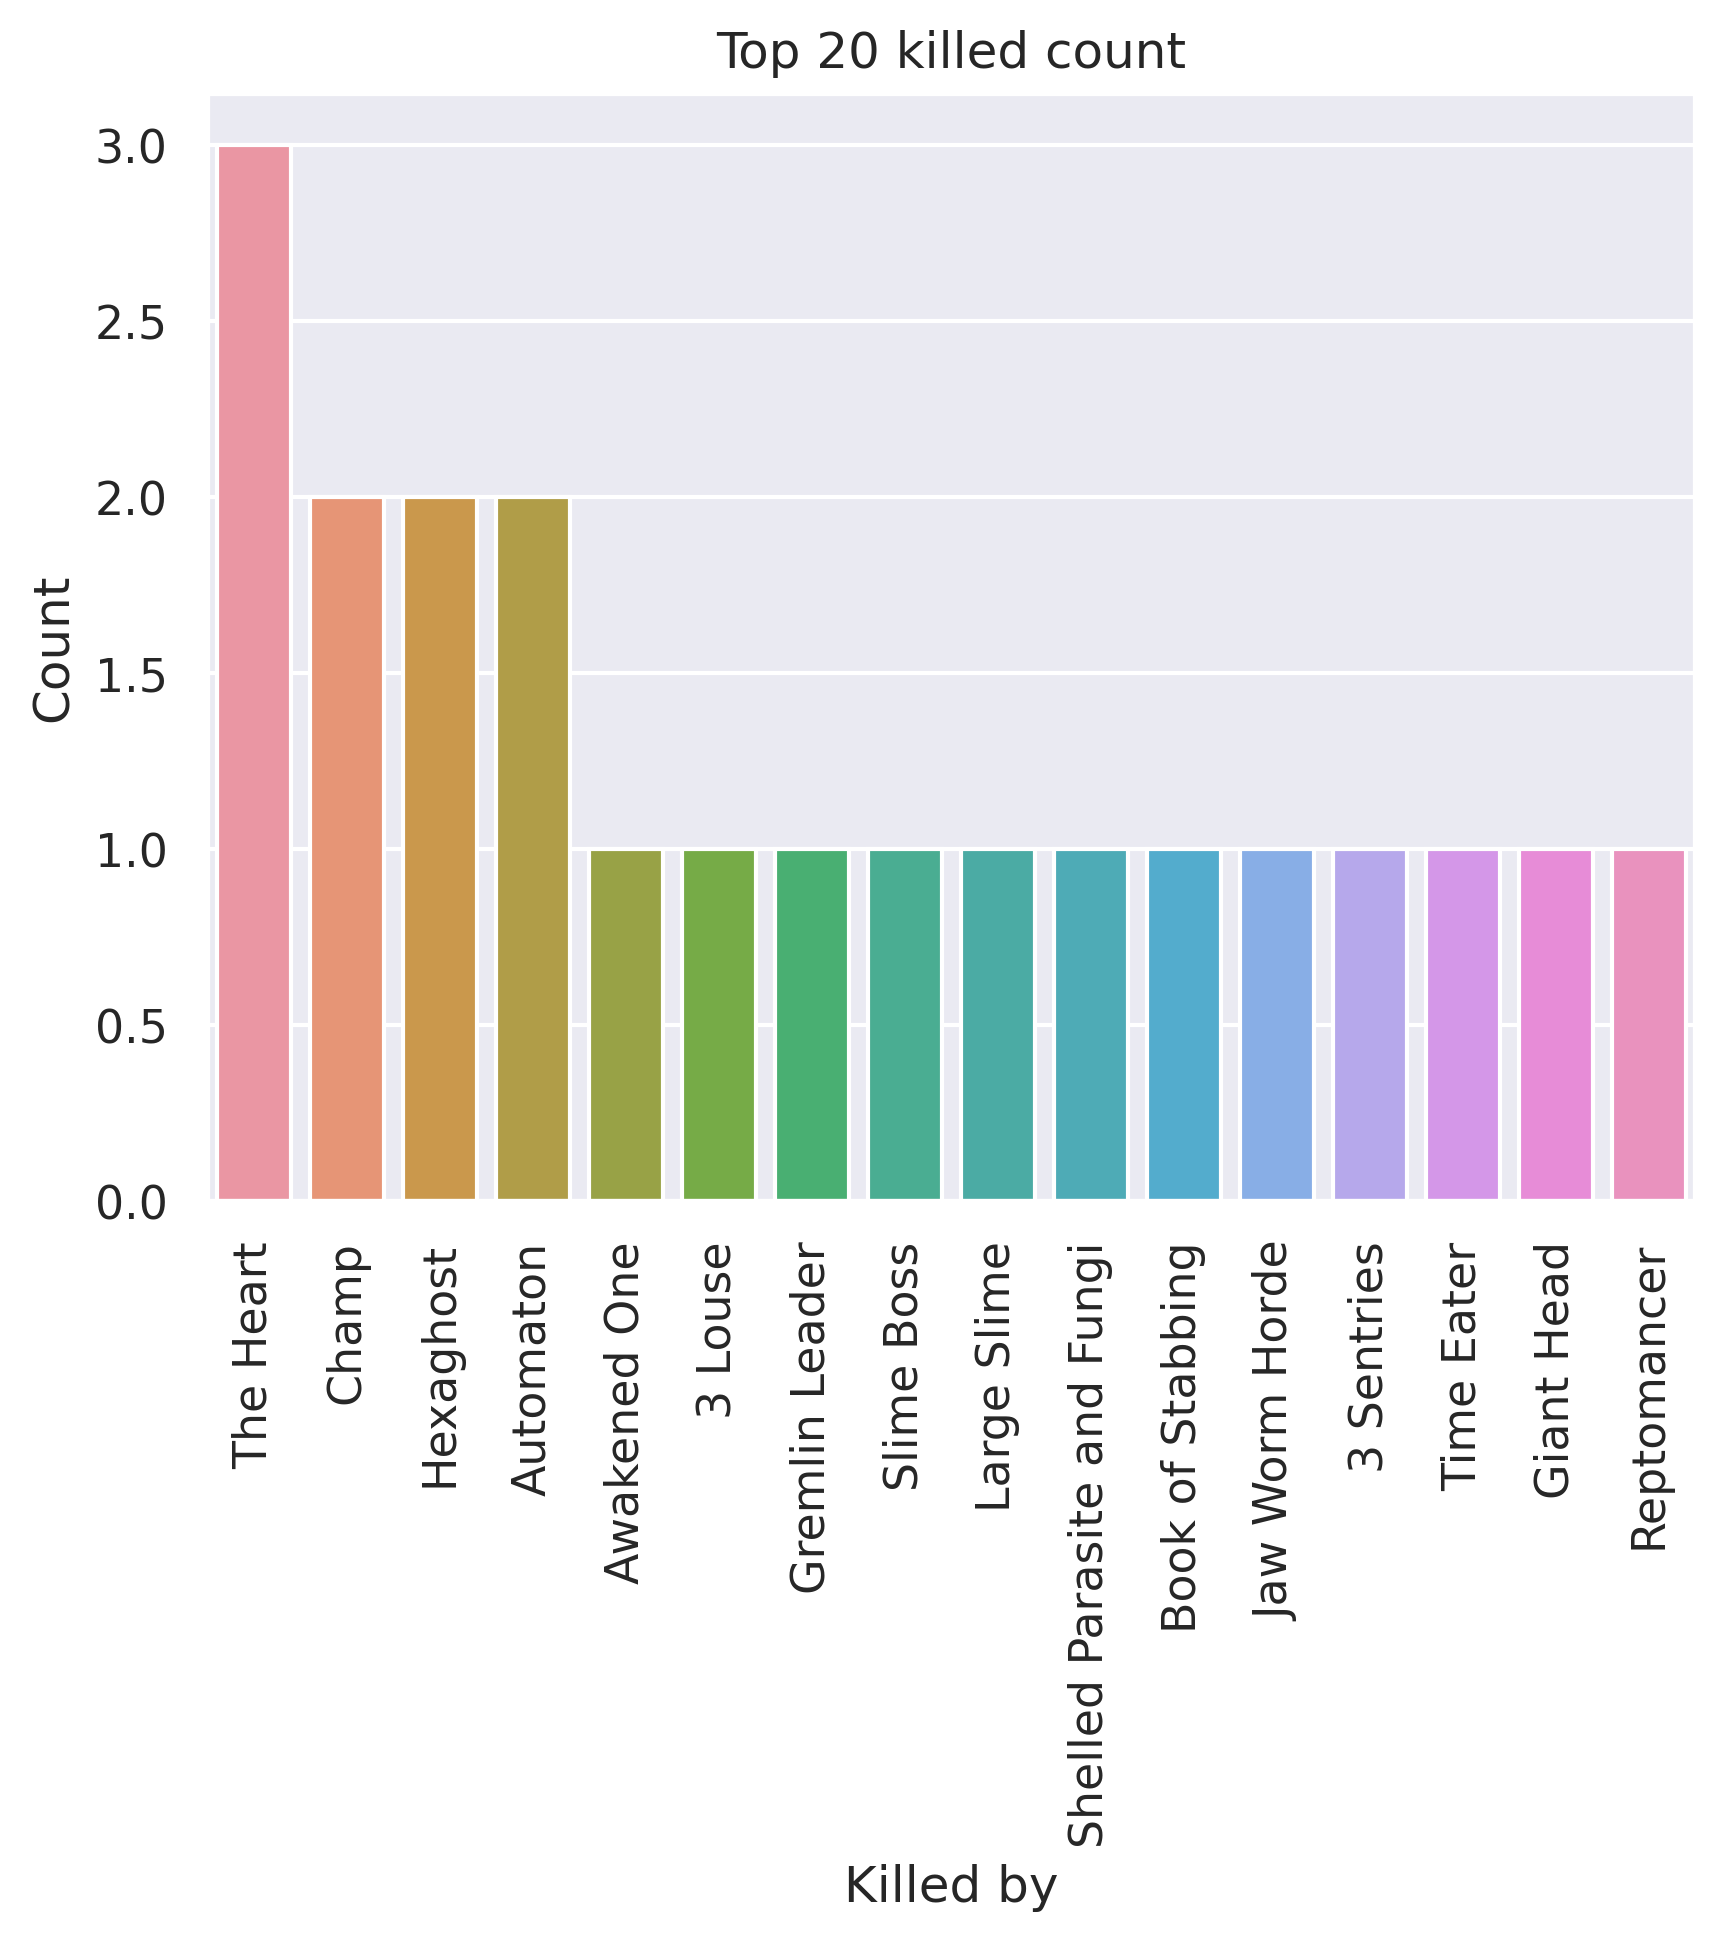 Top 20 killed count
Count
3.0
2.5
2.0
1.5
1.0
0.5
0.0
The Heart
Champ
Hexaghost
Automaton
Awakened One
3 Louse
Gremlin Leader
Slime Boss
Large Slime
Shelled Parasite and Fungi
Book of Stabbing
Jaw Worm Horde
3 Sentries
Time Eater
Giant Head
Reptomancer
Killed by